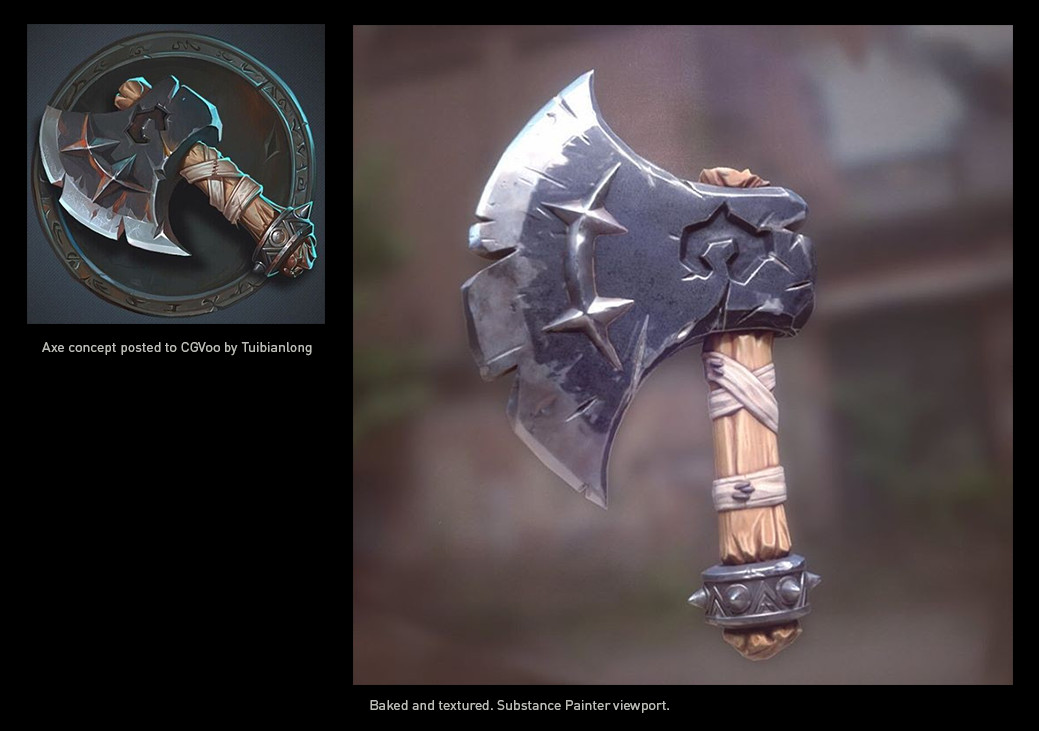 Axe concept posted to CGVoo by Tuibianlong
Baked and textured. Substance Painter viewport.